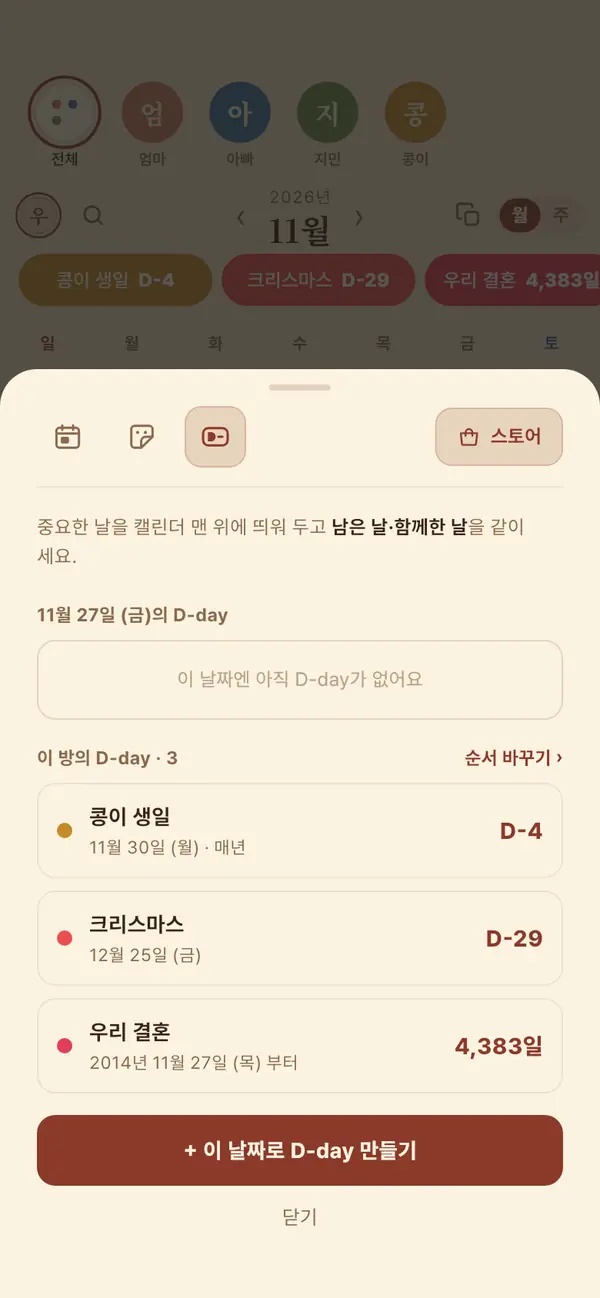 엄 아 지 콩
전체 엄마 아빠 지민 콩이
2026년
우 ‹ 11월 › 월 주
콩이 생일 D-4 크리스마스 D-29 우리 결혼 4,383일
일 월 화 수 목 금 토
D- 스토어
중요한 날을 캘린더 맨 위에 띄워 두고 남은 날·함께한 날을 같이
세요.
11월 27일 (금)의 D-day
이 날짜엔 아직 D-day가 없어요
이 방의 D-day · 3 순서 바꾸기 ›
콩이 생일
11월 30일 (월) · 매년
D-4
크리스마스
12월 25일 (금)
D-29
우리 결혼
2014년 11월 27일 (목) 부터
4,383일
+ 이 날짜로 D-day 만들기
닫기